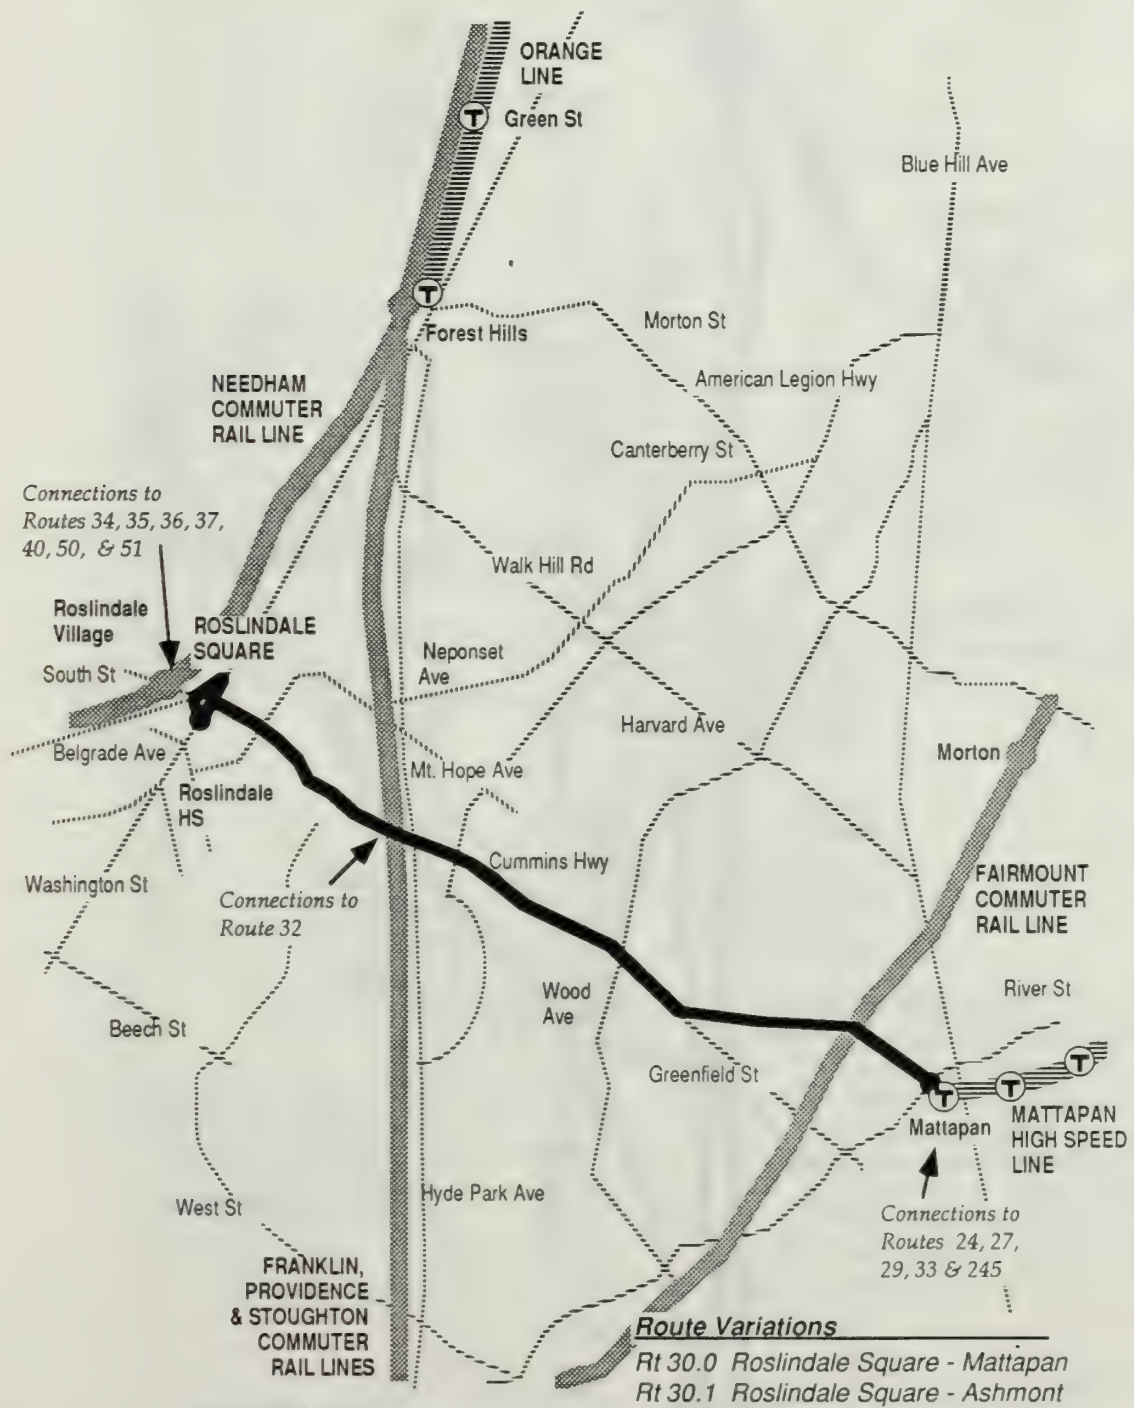 ORANGE
LINE
T
Green St
Blue Hill Ave
T
Forest Hills
Morton St
American Legion Hwy
NEEDHAM
COMMUTER
RAIL LINE
Canterberry St
Connections to
Routes 34, 35, 36, 37,
40, 50, & 51
Walk Hill Rd
Roslindale
Village
ROSLINDALE
SQUARE
South St
Neponset
Ave
Harvard Ave
Belgrade Ave
Morton
Mt. Hope Ave
Roslindale
HS
Cummins Hwy
Washington St
Connections to
Route 32
FAIRMOUNT
COMMUTER
RAIL LINE
Wood
Ave
River St
Beech St
Greenfield St
T
T
T
Mattapan
MATTAPAN
HIGH SPEED
LINE
West St
Hyde Park Ave
Connections to
Routes 24, 27,
29, 33 & 245
FRANKLIN,
PROVIDENCE
& STOUGHTON
COMMUTER
RAIL LINES
Route Variations
Rt 30.0 Roslindale Square - Mattapan
Rt 30.1 Roslindale Square - Ashmont